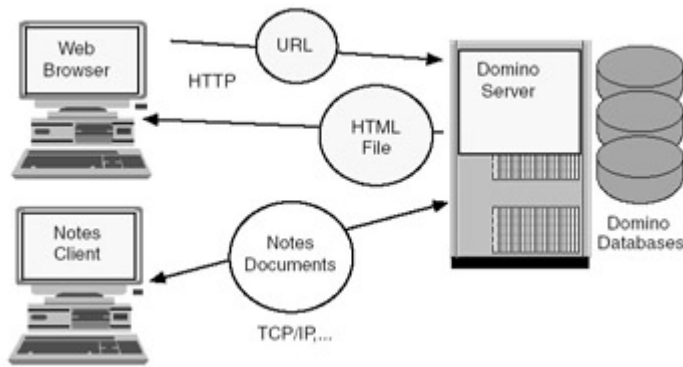 Web
Browser
URL
HTTP
Domino
Server
HTML
File
Notes
Client
Notes
Documents
TCP/IP,...
Domino
Databases